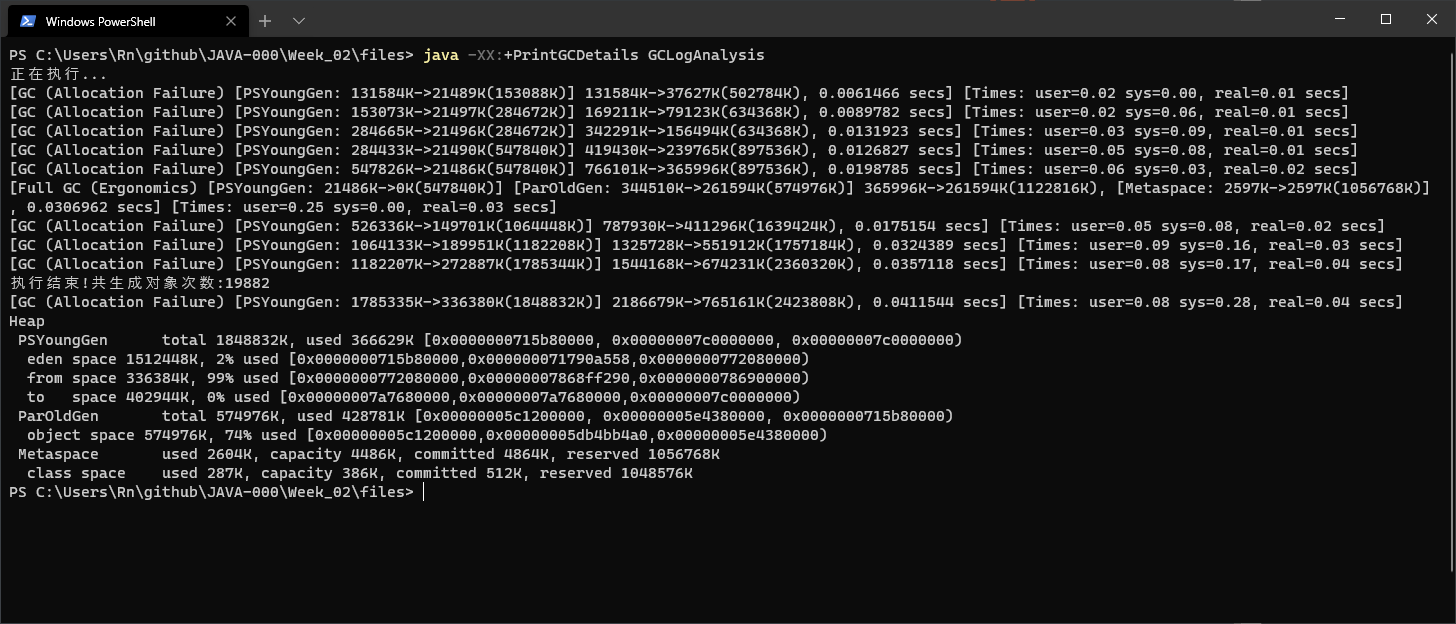 Windows PowerShell
PS C:\Users\Rn\github\JAVA-000\Week_02\files> java -XX:+PrintGCDetails GCLogAnalysis
正在执行...
[GC (Allocation Failure) [PSYoungGen: 131584K->21489K(153088K)] 131584K->37627K(502784K), 0.0061466 secs] [Times: user=0.02 sys=0.00, real=0.01 secs]
[GC (Allocation Failure) [PSYoungGen: 153073K->21497K(284672K)] 169211K->79123K(634368K), 0.0089782 secs] [Times: user=0.02 sys=0.06, real=0.01 secs]
[GC (Allocation Failure) [PSYoungGen: 284665K->21496K(284672K)] 342291K->156494K(634368K), 0.0131923 secs] [Times: user=0.03 sys=0.09, real=0.01 secs]
[GC (Allocation Failure) [PSYoungGen: 284433K->21490K(547840K)] 419430K->239765K(897536K), 0.0126827 secs] [Times: user=0.05 sys=0.08, real=0.01 secs]
[GC (Allocation Failure) [PSYoungGen: 547826K->21486K(547840K)] 766101K->365996K(897536K), 0.0198785 secs] [Times: user=0.06 sys=0.03, real=0.02 secs]
[Full GC (Ergonomics) [PSYoungGen: 21486K->0K(547840K)] [ParOldGen: 344510K->261594K(574976K)] 365996K->261594K(1122816K), [Metaspace: 2597K->2597K(1056768K)]
, 0.0306962 secs] [Times: user=0.25 sys=0.00, real=0.03 secs]
[GC (Allocation Failure) [PSYoungGen: 526336K->149701K(1064448K)] 787930K->411296K(1639424K), 0.0175154 secs] [Times: user=0.05 sys=0.08, real=0.02 secs]
[GC (Allocation Failure) [PSYoungGen: 1064133K->189951K(1182208K)] 1325728K->551912K(1757184K), 0.0324389 secs] [Times: user=0.09 sys=0.16, real=0.03 secs]
[GC (Allocation Failure) [PSYoungGen: 1182207K->272887K(1785344K)] 1544168K->674231K(2360320K), 0.0357118 secs] [Times: user=0.08 sys=0.17, real=0.04 secs]
执行结束!共生成对象次数:19882
[GC (Allocation Failure) [PSYoungGen: 1785335K->336380K(1848832K)] 2186679K->765161K(2423808K), 0.0411544 secs] [Times: user=0.08 sys=0.28, real=0.04 secs]
Heap
 PSYoungGen      total 1848832K, used 366629K [0x0000000715b80000, 0x00000007c0000000, 0x00000007c0000000)
  eden space 1512448K, 2% used [0x0000000715b80000,0x000000071790a558,0x0000000772080000)
  from space 336384K, 99% used [0x0000000772080000,0x00000007868ff290,0x0000000786900000)
  to   space 402944K, 0% used [0x00000007a7680000,0x00000007a7680000,0x00000007c0000000)
 ParOldGen       total 574976K, used 428781K [0x00000005c1200000, 0x00000005e4380000, 0x0000000715b80000)
  object space 574976K, 74% used [0x00000005c1200000,0x00000005db4bb4a0,0x00000005e4380000)
 Metaspace       used 2604K, capacity 4486K, committed 4864K, reserved 1056768K
  class space    used 287K, capacity 386K, committed 512K, reserved 1048576K
PS C:\Users\Rn\github\JAVA-000\Week_02\files>